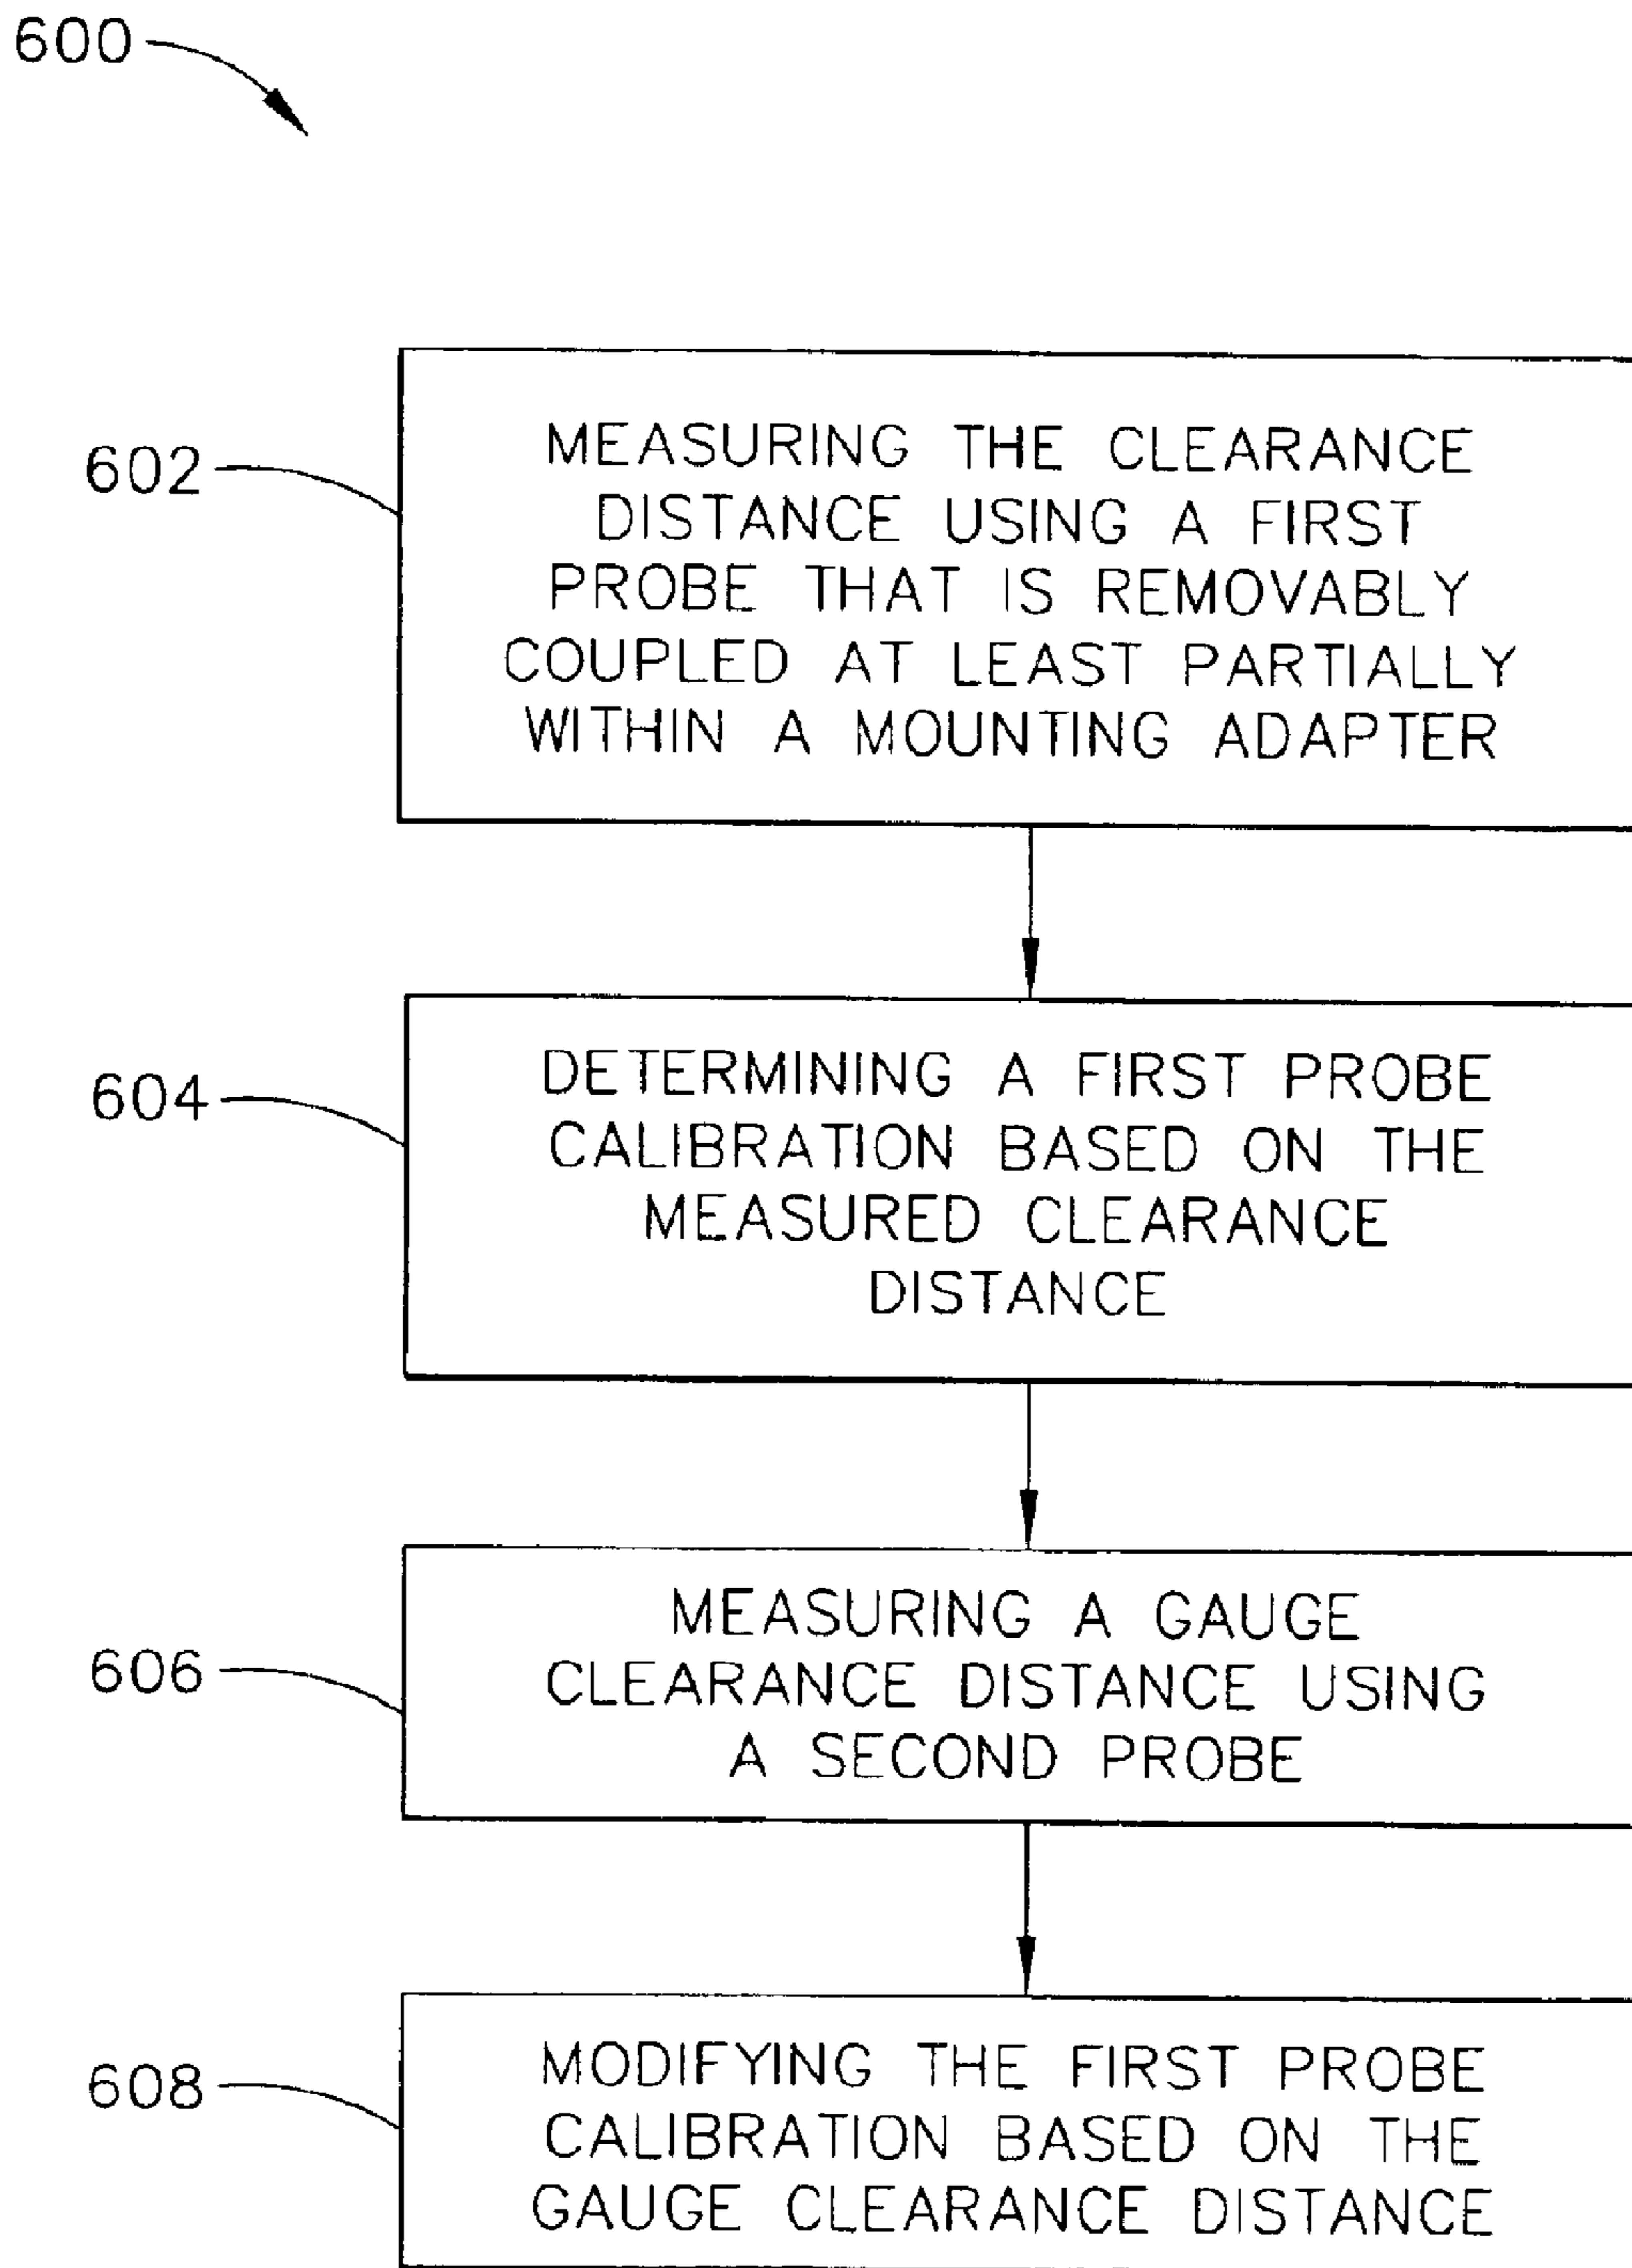 600
602
MEASURING THE CLEARANCE
DISTANCE USING A FIRST
PROBE THAT IS REMOVABLY
COUPLED AT LEAST PARTIALLY
WITHIN A MOUNTING ADAPTER
604
DETERMINING A FIRST PROBE
CALIBRATION BASED ON THE
MEASURED CLEARANCE
DISTANCE
606
MEASURING A GAUGE
CLEARANCE DISTANCE USING
A SECOND PROBE
608
MODIFYING THE FIRST PROBE
CALIBRATION BASED ON THE
GAUGE CLEARANCE DISTANCE